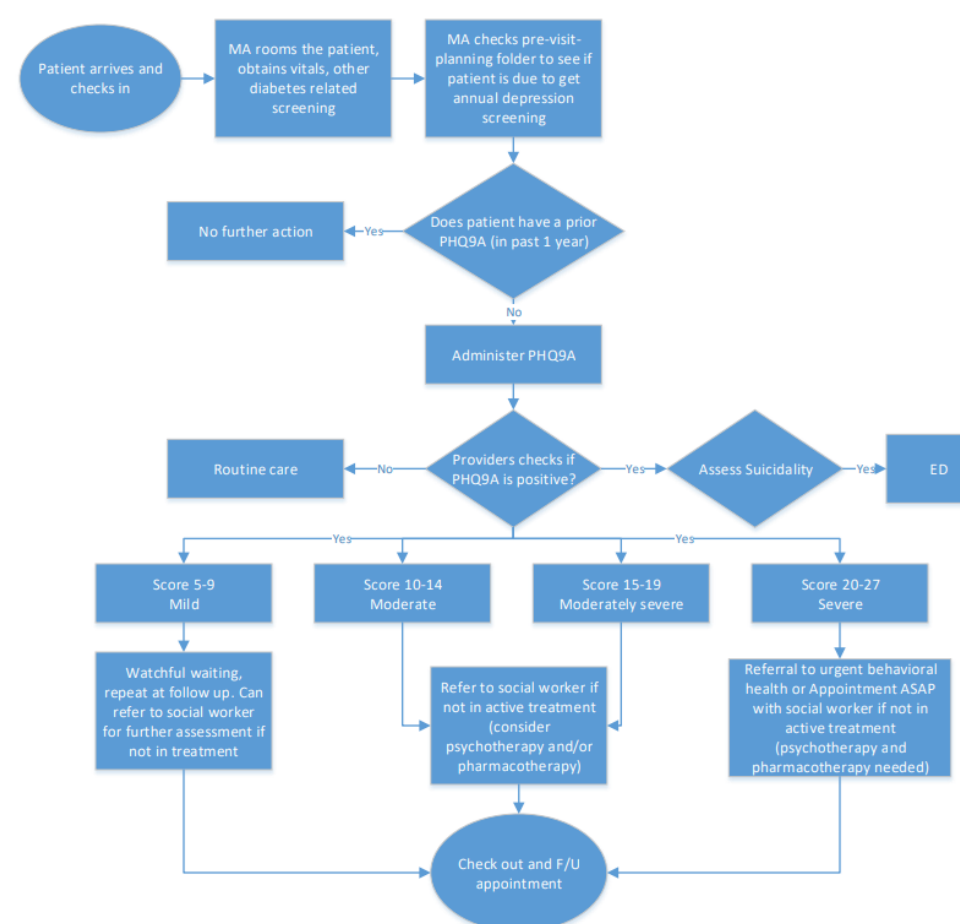 Patient arrives and
checks in
MA rooms the patient,
obtains vitals, other
diabetes related
screening
MA checks pre-visit-
planning folder to see if
patient is due to get
annual depression
screening
Does patient have a prior
PHQ9A (in past 1 year)
Yes
No further action
No
Administer PHQ9A
Providers checks if
PHQ9A is positive?
No
Routine care
Yes
Assess Suicidality
Yes
ED
Yes
Yes
Score 5-9
Mild
Score 10-14
Moderate
Score 15-19
Moderately severe
Score 20-27
Severe
Watchful waiting,
repeat at follow up. Can
refer to social worker
for further assessment if
not in treatment
Refer to social worker if
not in active treatment
(consider
psychotherapy and/or
pharmacotherapy)
Referral to urgent behavioral
health or Appointment ASAP
with social worker if not in
active treatment
(psychotherapy and
pharmacotherapy needed)
Check out and F/U
appointment